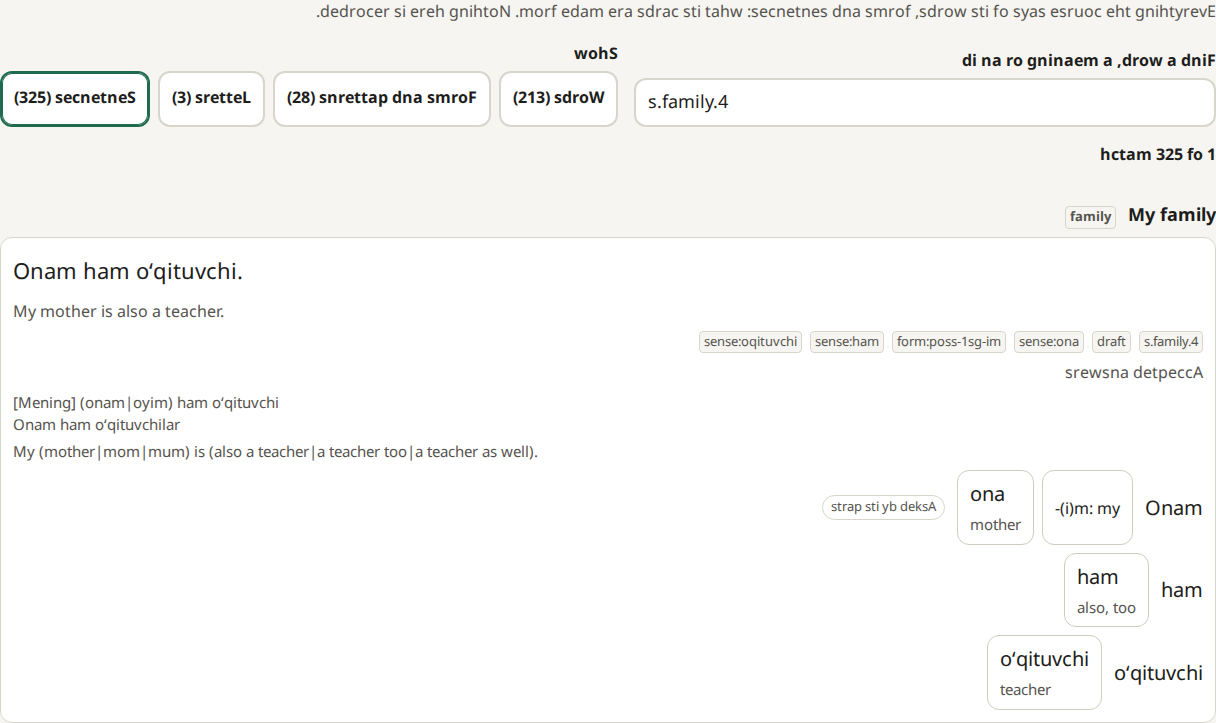 .dedrocer si ereh gnihtoN .morf edam era sdrac sti tahw :secnetnes dna smrof ,sdrow sti fo syas esruoc eht gnihtyrevE
di na ro gninaem a ,drow a dniF
s.family.4
wohS
(325) secnetneS (3) sretteL (28) snrettap dna smroF (213) sdroW
hctam 325 fo 1
family My family
Onam ham oʻqituvchi.
My mother is also a teacher.
sense:oqituvchi sense:ham form:poss-1sg-im sense:ona draft s.family.4
srewsna detpeccA
[Mening] (onam|oyim) ham oʻqituvchi
Onam ham oʻqituvchilar
My (mother|mom|mum) is (also a teacher|a teacher too|a teacher as well).
Onam
-(i)m: my
ona
mother
strap sti yb deksA
ham
ham
also, too
oʻqituvchi
oʻqituvchi
teacher